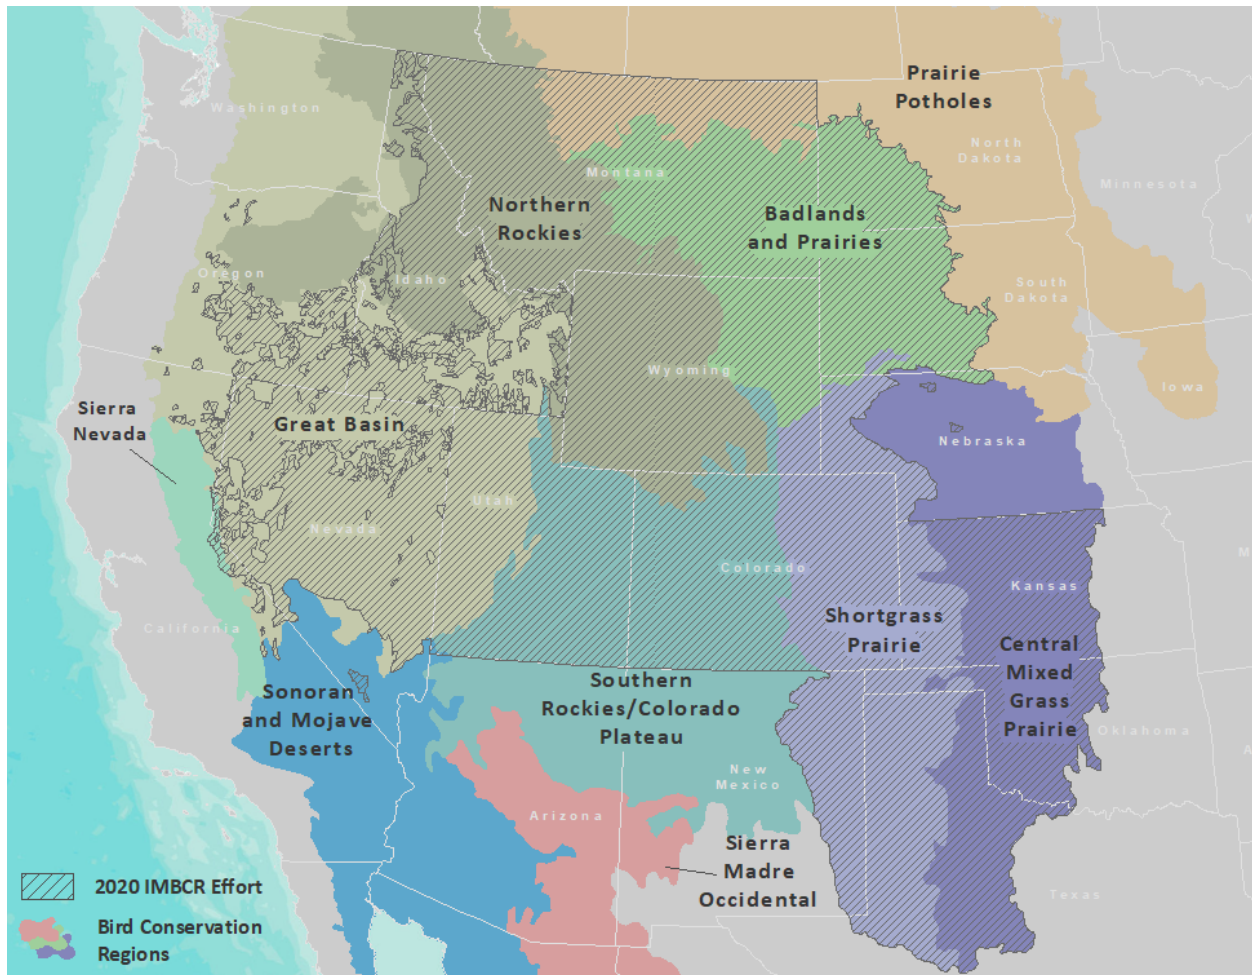 Prairie
Potholes
Washington
North
Dakota
Minnesota
Montana
Northern
Rockies
Badlands
and Prairies
Oregon
Idaho
South
Dakota
Wyoming
Iowa
Sierra
Nevada
Great Basin
Nebraska
Utah
Nevada
Colorado
Kansas
California
Shortgrass
Prairie
Central
Mixed
Grass
Prairie
Sonoran
and Mojave
Deserts
Southern
Rockies/Colorado
Plateau
Oklahoma
New
Mexico
Arizona
Sierra
Madre
Occidental
Texas
2020 IMBCR Effort
Bird Conservation
Regions